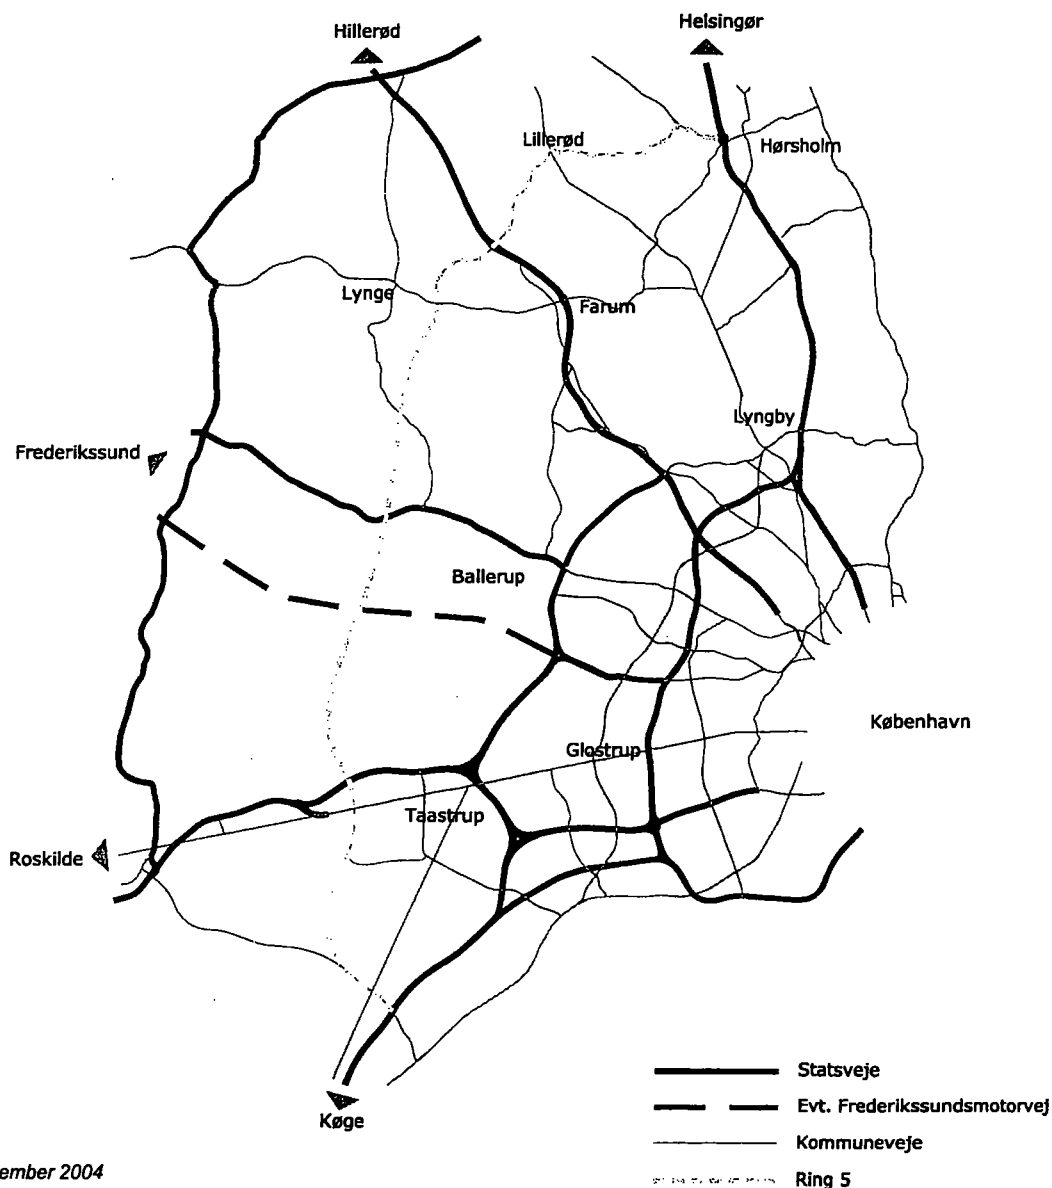 Helsingør
Hillerød
Lillerød
Hørsholm
Lynge
Farum
Lyngby
Frederikssund
Ballerup
København
Glostrup
Taastrup
Roskilde
Statsveje
Evt. Frederikssundsmotorvej
Køge
Kommuneveje
ember 2004
Ring 5